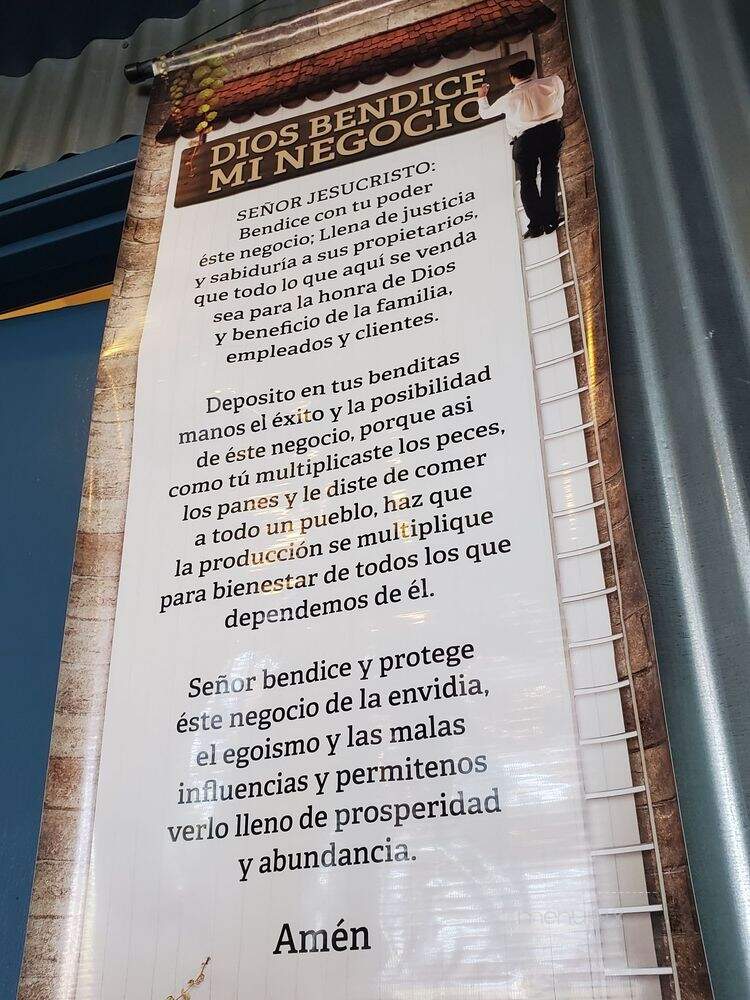 DIOS BENDICE
MI NEGOCIO
SEÑOR JESUCRISTO:
Bendice con tu poder
éste negocio; Llena de justicia
y sabiduría a sus propietarios,
que todo lo que aquí se venda
sea para la honra de Dios
y beneficio de la familia,
empleados y clientes.
Deposito en tus benditas
manos el éxito y la posibilidad
de éste negocio, porque asi
como tú multiplicaste los peces,
los panes y le diste de comer
a todo un pueblo, haz que
la producción se multiplique
para bienestar de todos los que
dependemos de él.
Señor bendice y protege
éste negocio de la envidia,
el egoismo y las malas
influencias y permitenos
verlo lleno de prosperidad
y abundancia.
Amén